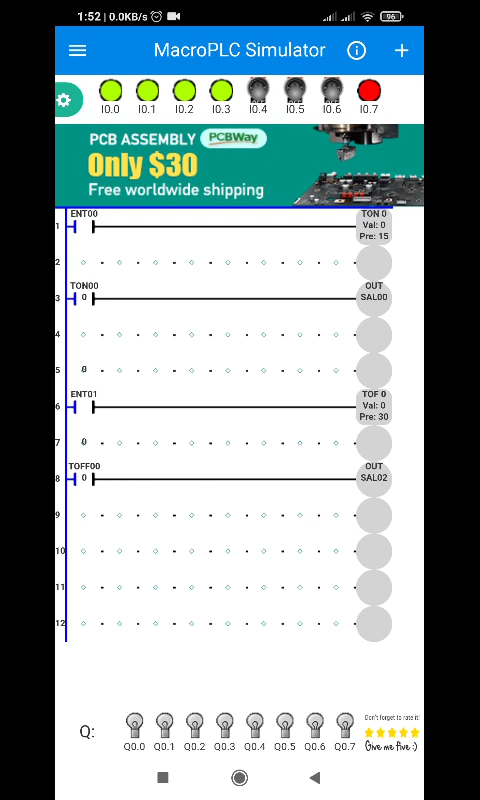 1:52 | 0.0KB/s
96
MacroPLC Simulator
I0.0 I0.1 I0.2 I0.3 I0.4 I0.5 I0.6 I0.7
PCB ASSEMBLY PCBWay
Only $30
Free worldwide shipping
ENT00 TON 0
1 Val: 0
Pre: 15
2
TON00 OUT
3 0 SAL00
4
5 0
ENT01 TOF 0
6 Val: 0
Pre: 30
7 0
TOFF00 OUT
8 0 SAL02
9
10
11
12
Don't forget to rate it!
Q:
Give me five :)
Q0.0 Q0.1 Q0.2 Q0.3 Q0.4 Q0.5 Q0.6 Q0.7